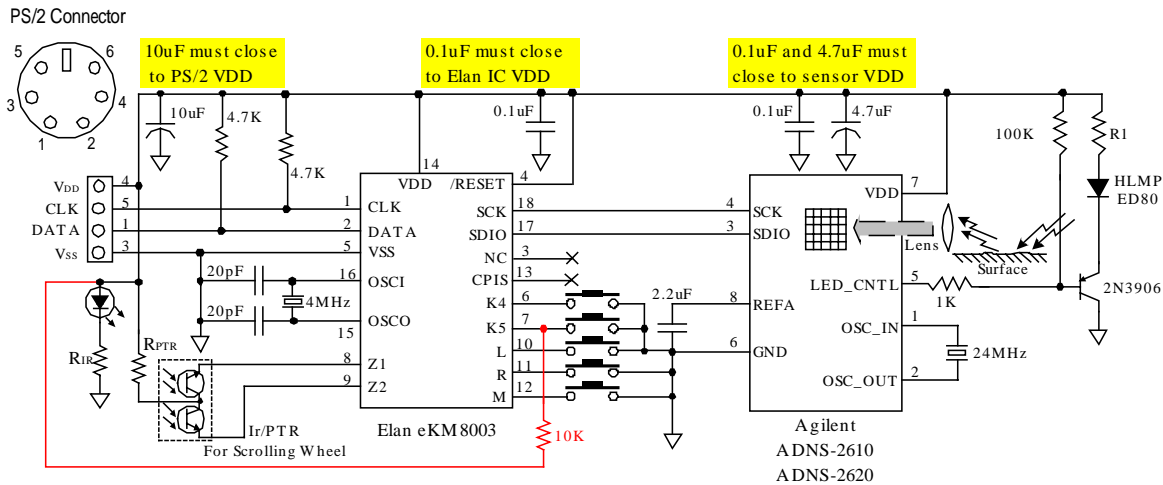 PS/2 Connector
5
6
3
4
1
2
10uF must close
to PS/2 VDD
0.1uF must close
to Elan IC VDD
0.1uF and 4.7uF must
close to sensor VDD
10uF
4.7K
4.7K
0.1uF
0.1uF
4.7uF
100K
R1
HLMP
ED80
VDD
4
CLK
5
DATA
1
VSS
3
14
VDD
/RESET
4
1
CLK
2
DATA
5
VSS
16
OSCI
OSCO
15
8
Z1
9
Z2
SCK
18
SDIO
17
NC
3
CPIS
13
K4
6
K5
7
L
10
R
11
M
12
20pF
20pF
4MHz
RIR
RPTR
Ir/PTR
For Scrolling Wheel
Elan eKM8003
10K
2.2uF
4
SCK
3
SDIO
8
REFA
6
GND
VDD
7
LED_CNTL
5
OSC_IN
1
OSC_OUT
2
Lens
Surface
1K
2N3906
24MHz
Agilent
ADNS-2610
ADNS-2620